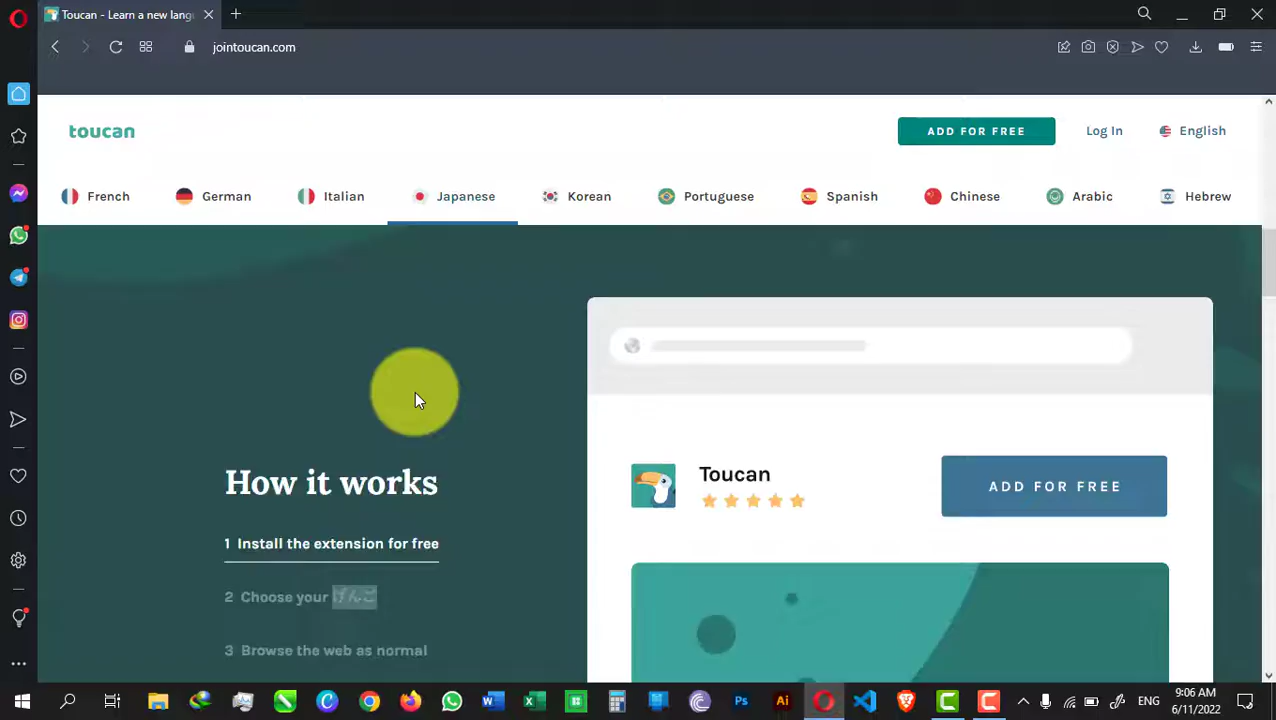 Toucan - Learn a new lang
jointoucan.com
toucan
ADD FOR FREE
Log In
English
French
German
Italian
Japanese
Korean
Portuguese
Spanish
Chinese
Arabic
Hebrew
How it works
1 Install the extension for free
2 Choose your げんご
3 Browse the web as normal
Toucan
ADD FOR FREE
ENG
9:06 AM
6/11/2022